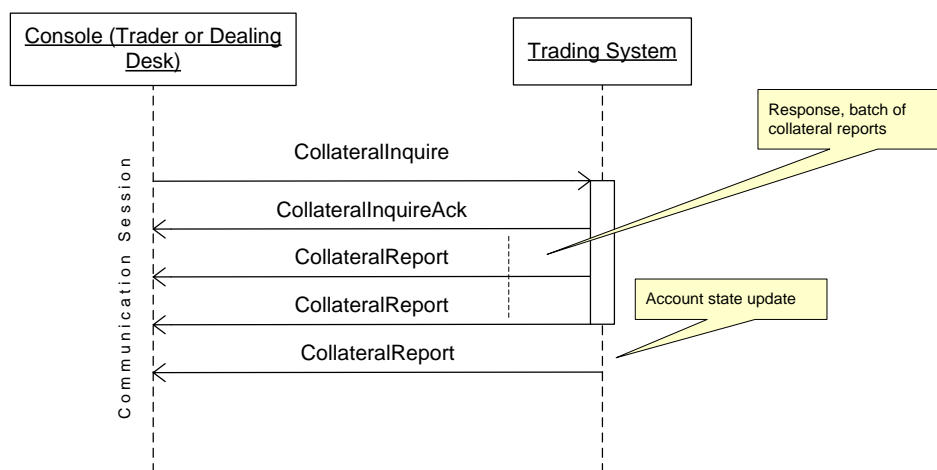 Console (Trader or Dealing
Desk)
Trading System
Response, batch of
collateral reports
CollateralInquire
CollateralInquireAck
CollateralReport
CollateralReport
Account state update
CollateralReport
Communication Session